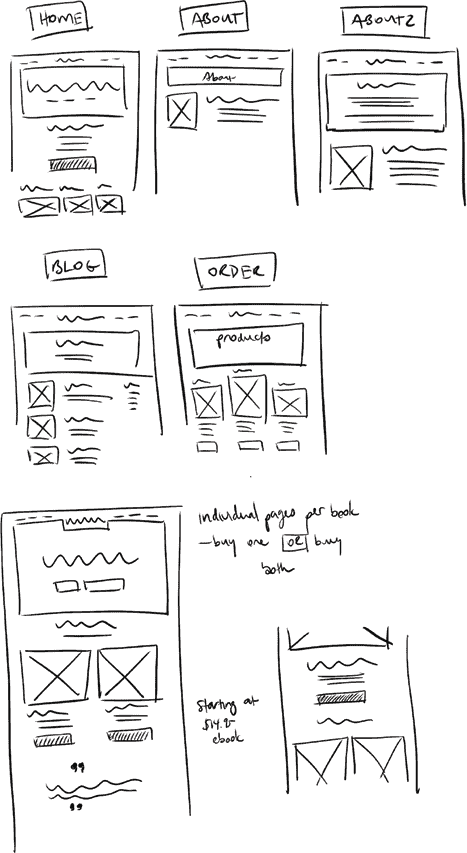 HOME
ABOUT
ABOUT2
About
BLOG
ORDER
products
individual pages per book
— buy one or buy
both
starting at
ebook